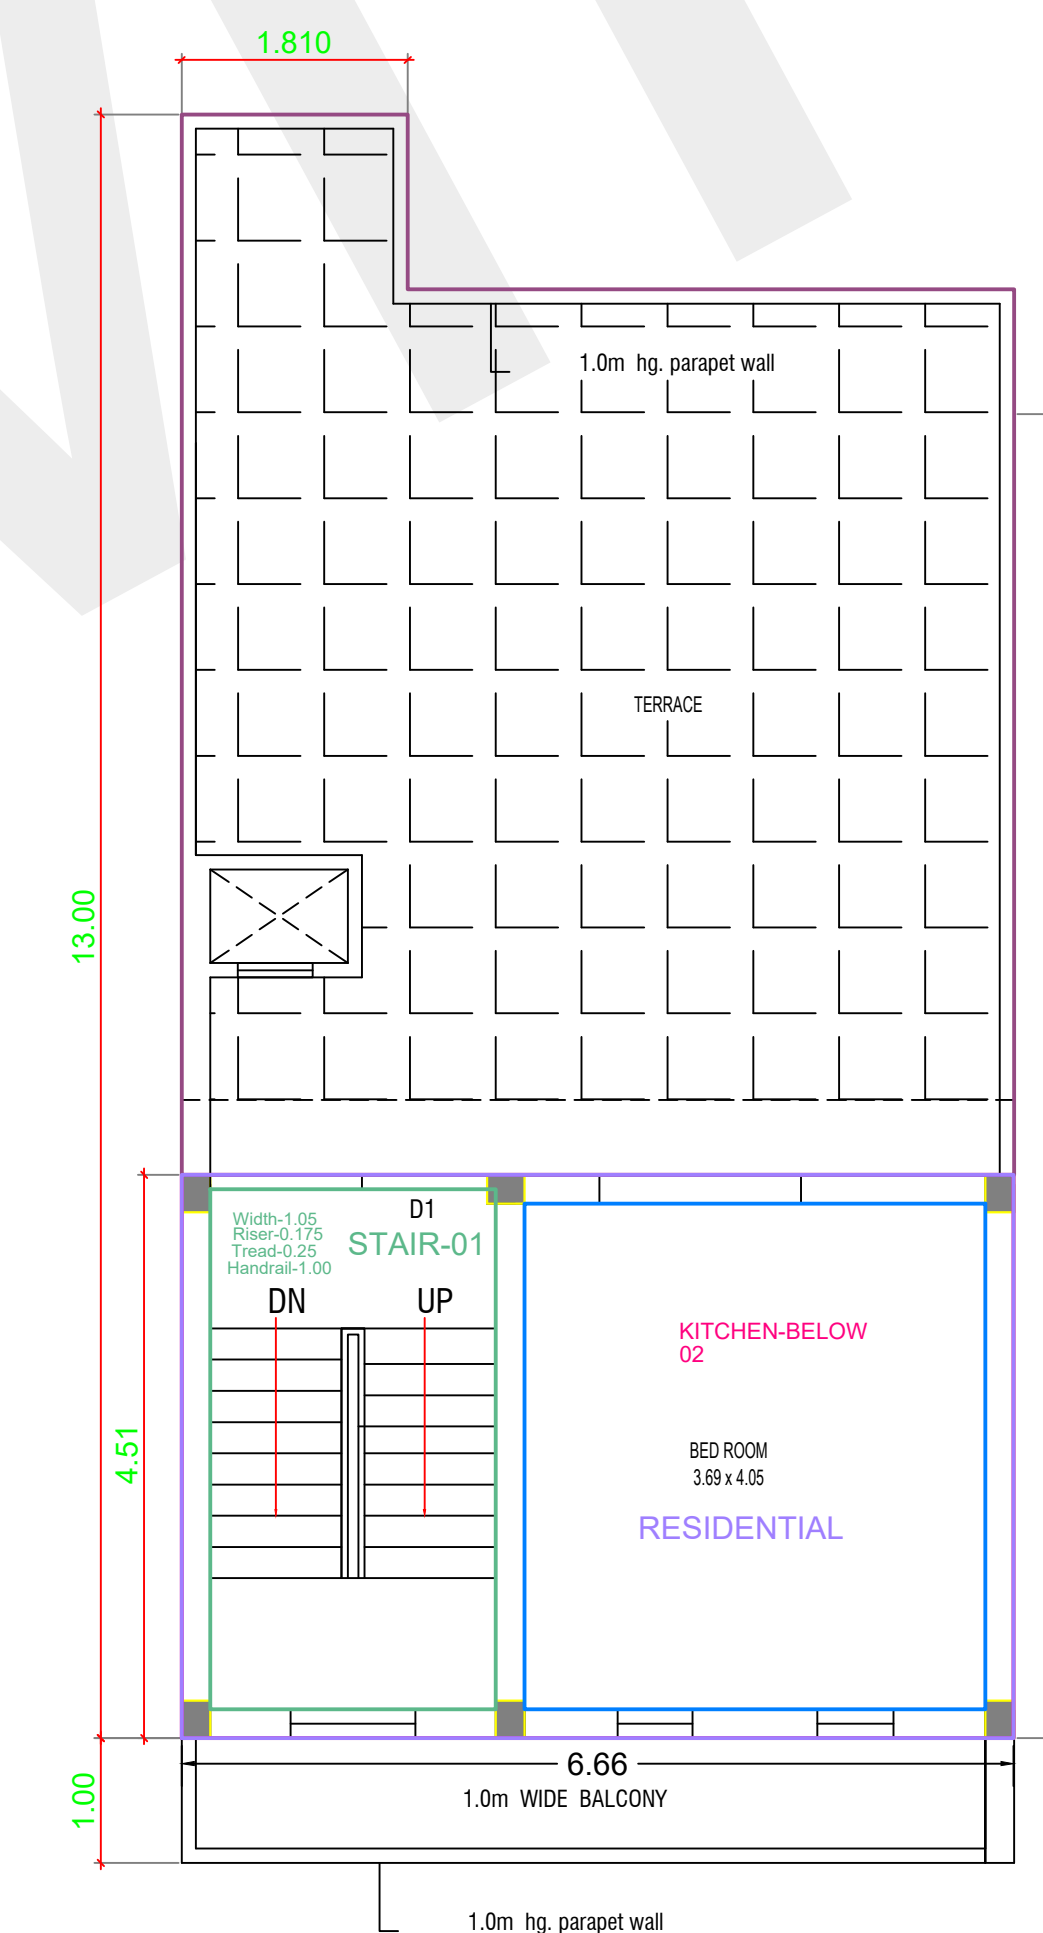 1.810
1.0m hg. parapet wall
TERRACE
13.00
D1
Width-1.05
Riser-0.175
Tread-0.25
Handrail-1.00
STAIR-01
DN
UP
KITCHEN-BELOW
02
4.51
BED ROOM
3.69 x 4.05
RESIDENTIAL
6.66
1.00
1.0m WIDE BALCONY
1.0m hg. parapet wall